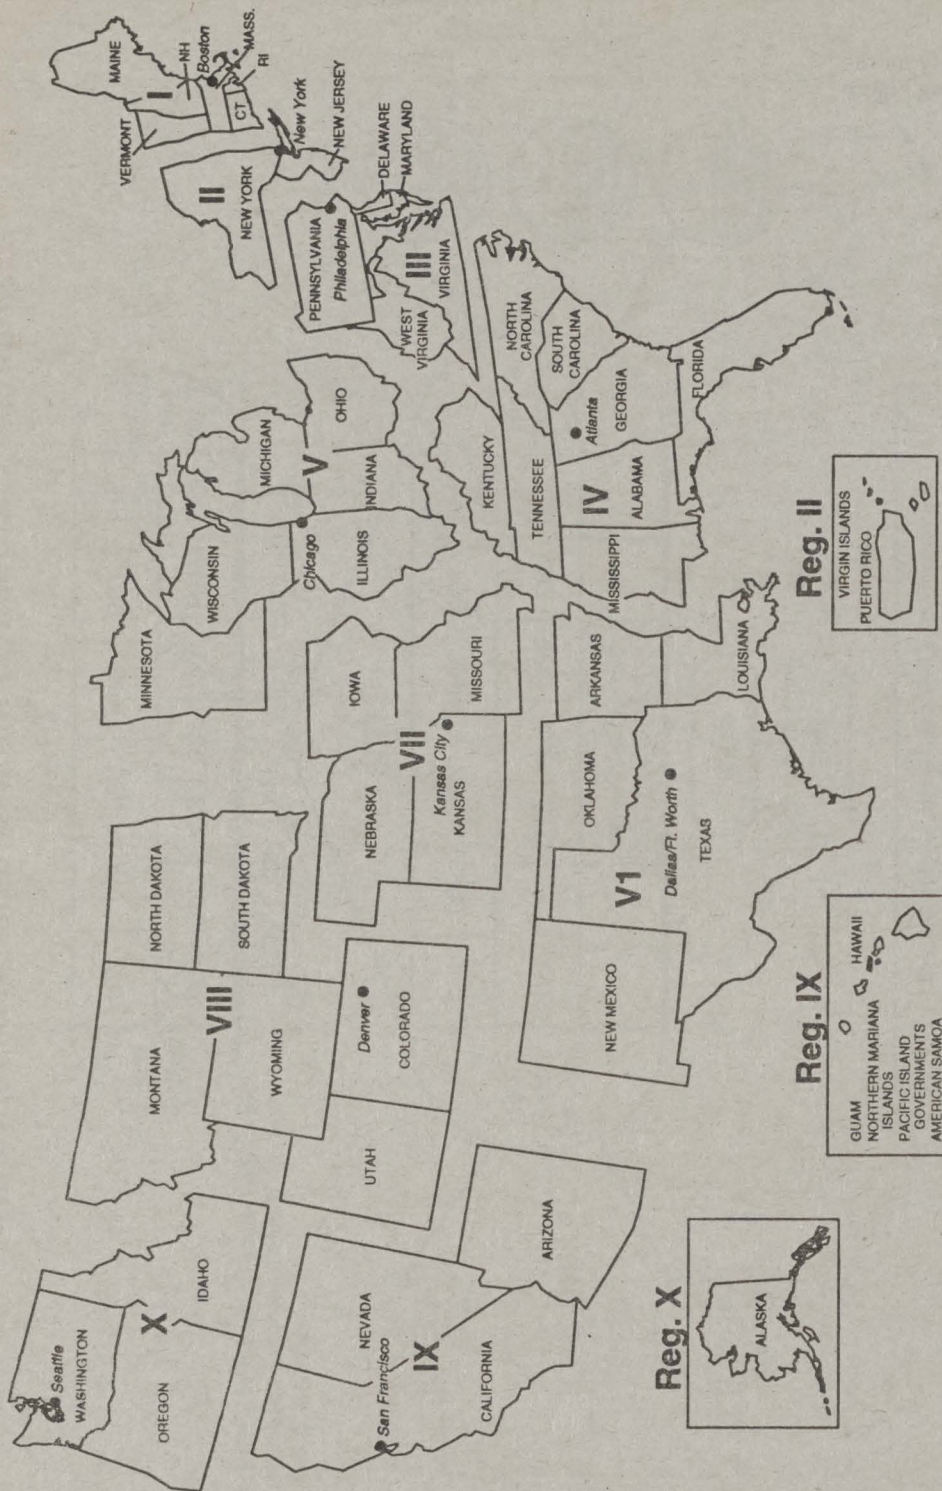 X
Seattle
WASHINGTON
OREGON
IDAHO
IX
NEVADA
San Francisco
CALIFORNIA
ARIZONA
VIII
MONTANA
NORTH DAKOTA
SOUTH DAKOTA
WYOMING
UTAH
Denver
COLORADO
VII
NEBRASKA
IOWA
Kansas City
KANSAS
MISSOURI
V1
NEW MEXICO
OKLAHOMA
ARKANSAS
Dallas/Ft. Worth
TEXAS
LOUISIANA
V
MINNESOTA
WISCONSIN
MICHIGAN
Chicago
ILLINOIS
INDIANA
OHIO
IV
KENTUCKY
TENNESSEE
NORTH
CAROLINA
SOUTH
CAROLINA
MISSISSIPPI
ALABAMA
Atlanta
GEORGIA
FLORIDA
III
PENNSYLVANIA
Philadelphia
WEST
VIRGINIA
VIRGINIA
DELAWARE
MARYLAND
II
NEW YORK
New York
NEW JERSEY
I
VERMONT
MAINE
NH
Boston
MASS.
RI
CT
Reg. X
ALASKA
Reg. IX
GUAM
NORTHERN MARIANA
ISLANDS
PACIFIC ISLAND
GOVERNMENTS
AMERICAN SAMOA
HAWAII
Reg. II
VIRGIN ISLANDS
PUERTO RICO